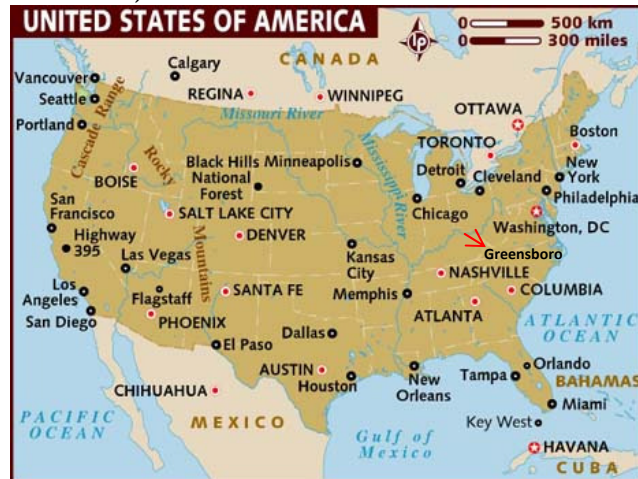 UNITED STATES OF AMERICA
0 500 km
0 300 miles
lp
CANADA
Calgary
Vancouver
Seattle
REGINA
WINNIPEG
Missouri River
OTTAWA
Portland
Cascade Range
TORONTO
Boston
BOISE
Rocky
Mountains
Black Hills
National
Forest
Minneapolis
Mississippi River
Detroit
Cleveland
New
York
Philadelphia
San
Francisco
SALT LAKE CITY
Chicago
Washington, DC
Highway
395
DENVER
Kansas
City
Greensboro
Las Vegas
NASHVILLE
Los
Angeles
Flagstaff
SANTA FE
Memphis
COLUMBIA
San Diego
PHOENIX
ATLANTA
ATLANTIC
OCEAN
El Paso
Dallas
AUSTIN
Houston
New
Orleans
Tampa
Orlando
BAHAMAS
CHIHUAHUA
Miami
PACIFIC
OCEAN
MEXICO
Gulf of
Mexico
Key West
HAVANA
CUBA